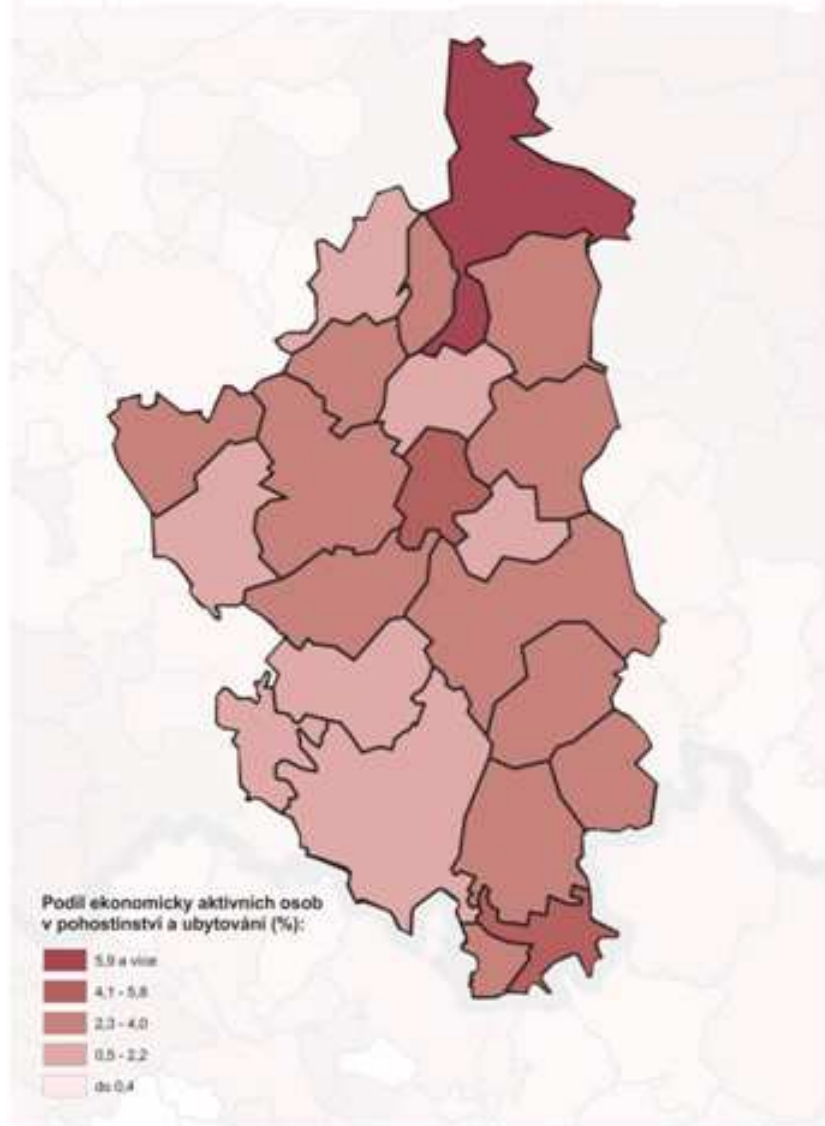 Podíl ekonomicky aktivních osob
v pohostinství a ubytování (%):
5,9 a více
4,1 - 5,8
2,3 - 4,0
0,5 - 2,2
do 0,4